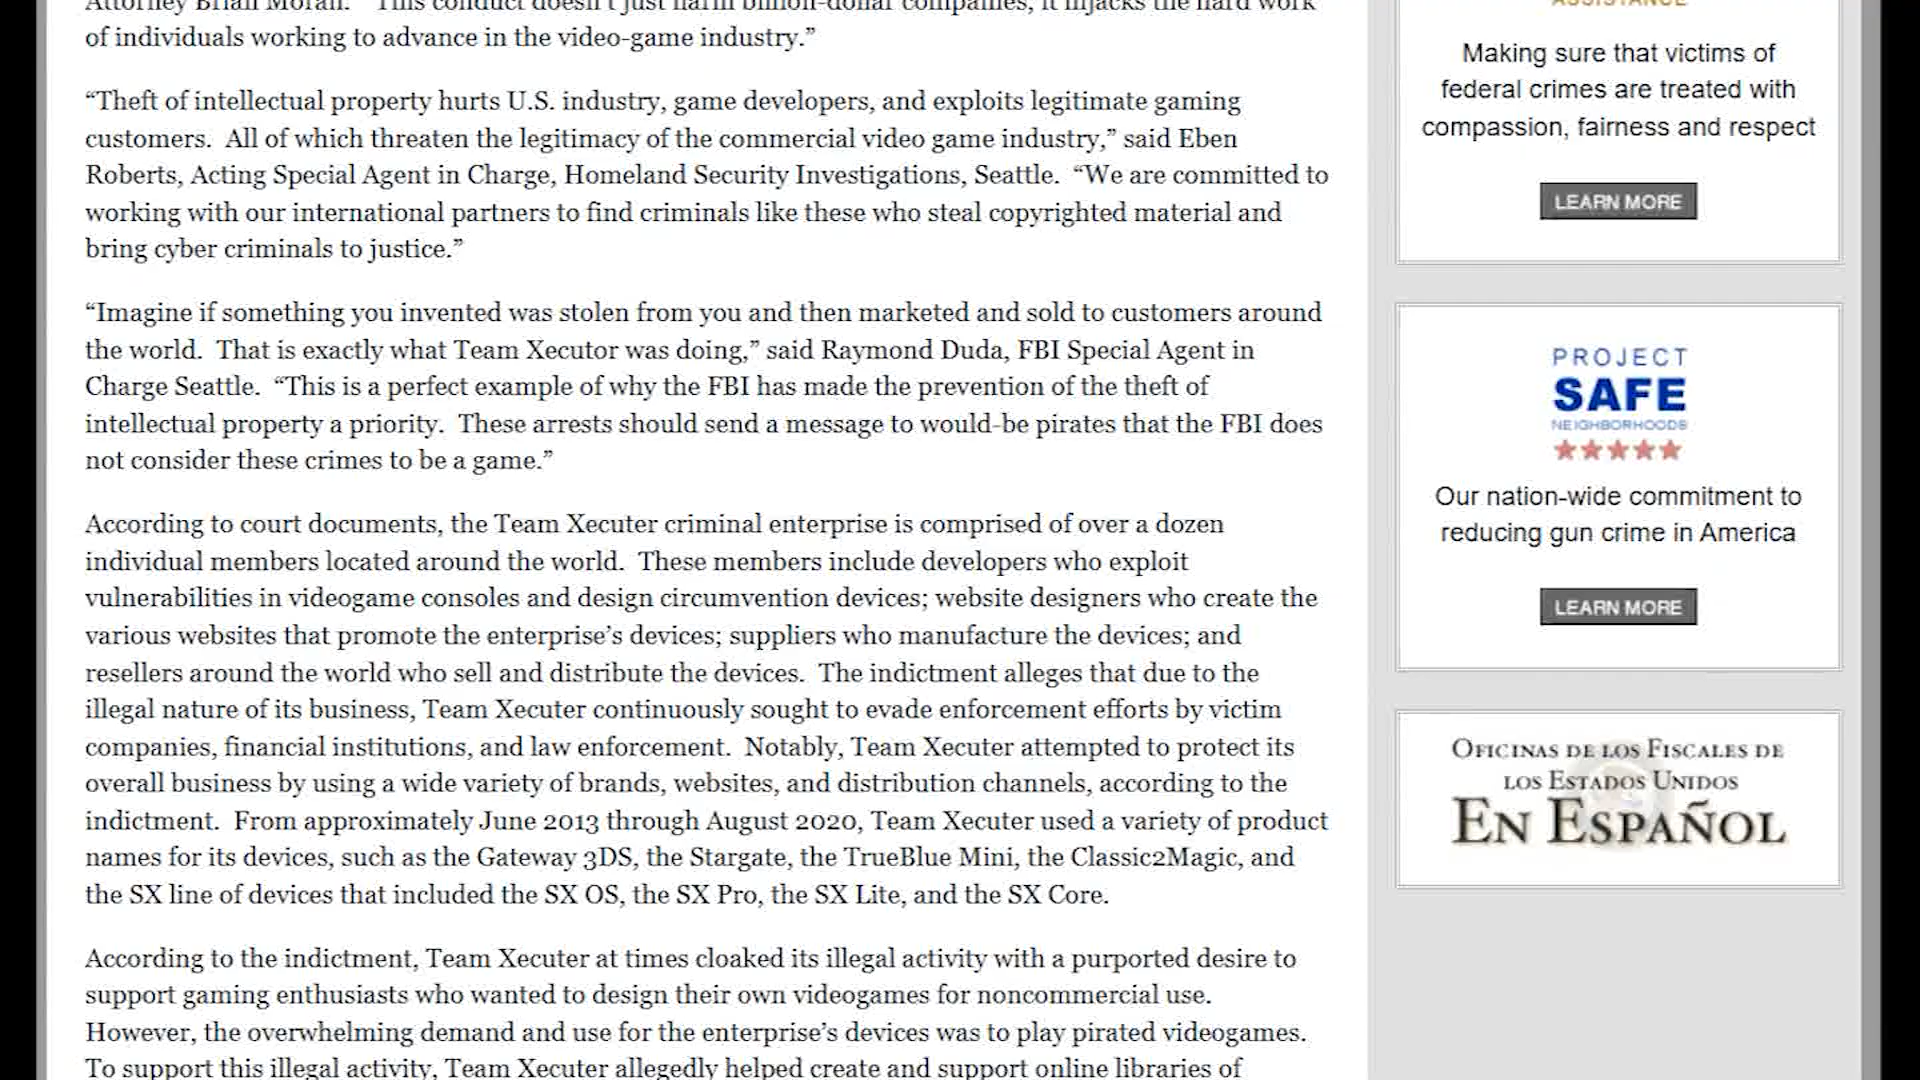 Attorney Brian Moran. “This conduct doesn’t just harm billion-dollar companies, it hijacks the hard work
of individuals working to advance in the video-game industry.”
“Theft of intellectual property hurts U.S. industry, game developers, and exploits legitimate gaming
customers.  All of which threaten the legitimacy of the commercial video game industry,” said Eben
Roberts, Acting Special Agent in Charge, Homeland Security Investigations, Seattle.  “We are committed to
working with our international partners to find criminals like these who steal copyrighted material and
bring cyber criminals to justice.”
“Imagine if something you invented was stolen from you and then marketed and sold to customers around
the world.  That is exactly what Team Xecutor was doing,” said Raymond Duda, FBI Special Agent in
Charge Seattle.  “This is a perfect example of why the FBI has made the prevention of the theft of
intellectual property a priority.  These arrests should send a message to would-be pirates that the FBI does
not consider these crimes to be a game.”
According to court documents, the Team Xecuter criminal enterprise is comprised of over a dozen
individual members located around the world.  These members include developers who exploit
vulnerabilities in videogame consoles and design circumvention devices; website designers who create the
various websites that promote the enterprise’s devices; suppliers who manufacture the devices; and
resellers around the world who sell and distribute the devices.  The indictment alleges that due to the
illegal nature of its business, Team Xecuter continuously sought to evade enforcement efforts by victim
companies, financial institutions, and law enforcement.  Notably, Team Xecuter attempted to protect its
overall business by using a wide variety of brands, websites, and distribution channels, according to the
indictment.  From approximately June 2013 through August 2020, Team Xecuter used a variety of product
names for its devices, such as the Gateway 3DS, the Stargate, the TrueBlue Mini, the Classic2Magic, and
the SX line of devices that included the SX OS, the SX Pro, the SX Lite, and the SX Core.
According to the indictment, Team Xecuter at times cloaked its illegal activity with a purported desire to
support gaming enthusiasts who wanted to design their own videogames for noncommercial use.
However, the overwhelming demand and use for the enterprise’s devices was to play pirated videogames.
To support this illegal activity, Team Xecuter allegedly helped create and support online libraries of
ASSISTANCE
Making sure that victims of
federal crimes are treated with
compassion, fairness and respect
LEARN MORE
PROJECT
SAFE
NEIGHBORHOODS
Our nation-wide commitment to
reducing gun crime in America
LEARN MORE
OFICINAS DE LOS FISCALES DE
LOS ESTADOS UNIDOS
EN ESPAÑOL